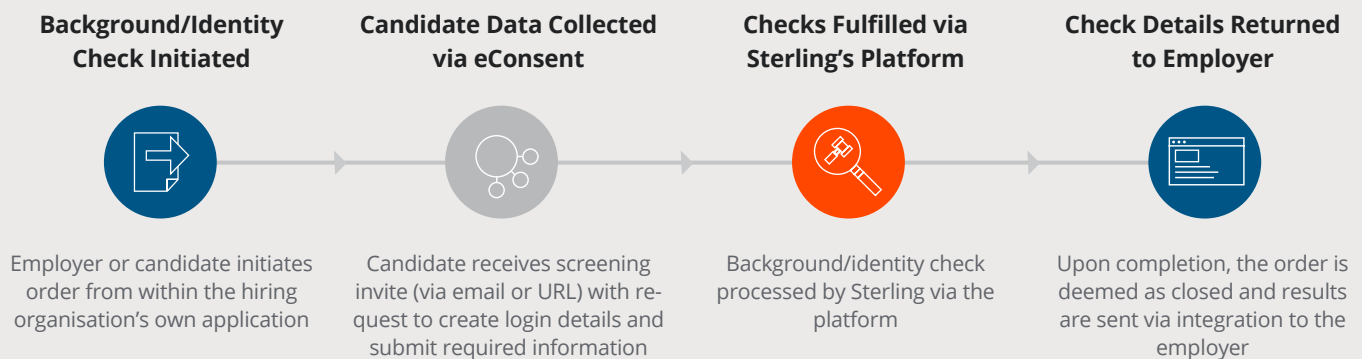 Background/Identity
Check Initiated
Employer or candidate initiates
order from within the hiring
organisation's own application
Candidate Data Collected
via eConsent
Candidate receives screening
invite (via email or URL) with re-
quest to create login details and
submit required information
Checks Fulfilled via
Sterling's Platform
Background/identity check
processed by Sterling via the
platform
Check Details Returned
to Employer
Upon completion, the order is
deemed as closed and results
are sent via integration to the
employer